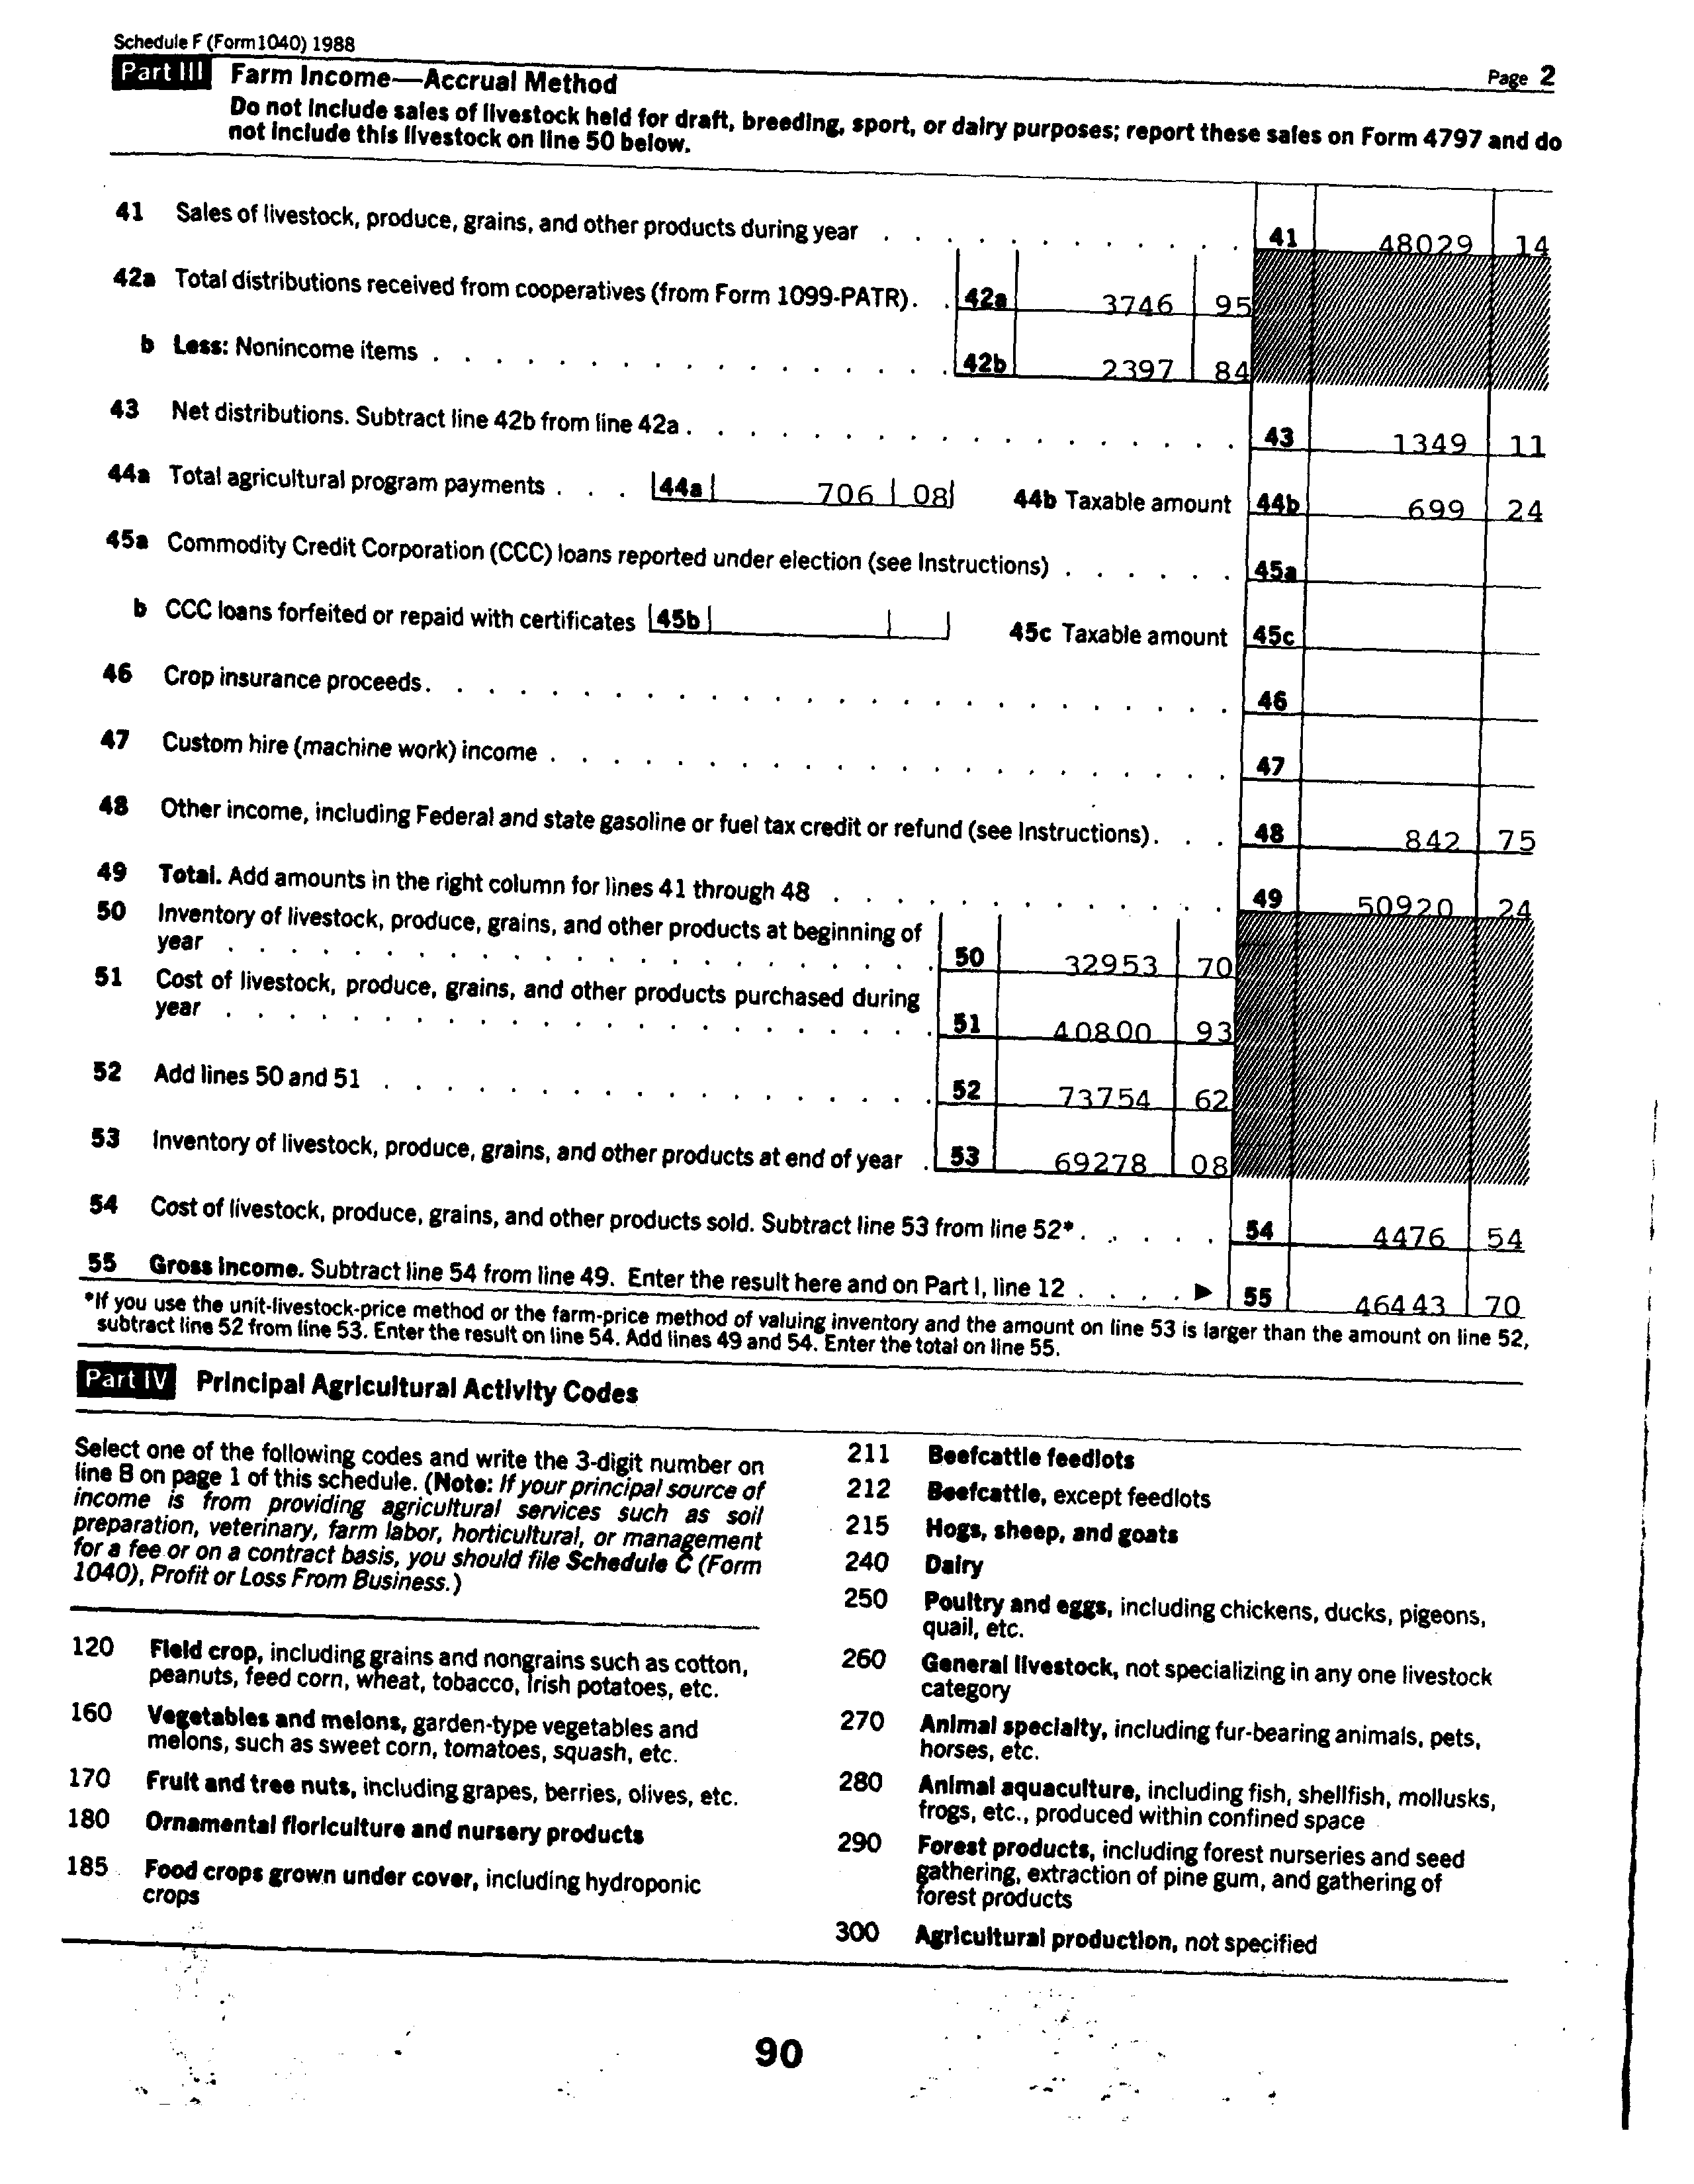 Schedule F (Form 1040) 1988
Page 2
Part III Farm Income—Accrual Method
Do not include sales of livestock held for draft, breeding, sport, or dairy purposes; report these sales on Form 4797 and do
not include this livestock on line 50 below.
41 Sales of livestock, produce, grains, and other products during year . . . . . . . . . . . . 41 48029 14
42a Total distributions received from cooperatives (from Form 1099-PATR) . . 42a 3746 95
b Less: Nonincome items . . . . . . . . . . . . . . . . . 42b 2397 84
43 Net distributions. Subtract line 42b from line 42a . . . . . . . . . . . . . . . . . . 43 1349 11
44a Total agricultural program payments . . . 44a 706 08 44b Taxable amount 44b 699 24
45a Commodity Credit Corporation (CCC) loans reported under election (see Instructions) . . . . . . 45a
b CCC loans forfeited or repaid with certificates 45b 45c Taxable amount 45c
46 Crop insurance proceeds . . . . . . . . . . . . . . . . . . . . . . . . . . 46
47 Custom hire (machine work) income . . . . . . . . . . . . . . . . . . . . . . 47
48 Other income, including Federal and state gasoline or fuel tax credit or refund (see Instructions) . . . 48 842 75
49 Total. Add amounts in the right column for lines 41 through 48 . . . . . . . . . . . . . 49 50920 24
50 Inventory of livestock, produce, grains, and other products at beginning of
year . . . . . . . . . . . . . . . . . . . . . . . 50 32953 70
51 Cost of livestock, produce, grains, and other products purchased during
year . . . . . . . . . . . . . . . . . . . . . . . 51 40800 93
52 Add lines 50 and 51 . . . . . . . . . . . . . . . . . . 52 73754 62
53 Inventory of livestock, produce, grains, and other products at end of year . 53 69278 08
54 Cost of livestock, produce, grains, and other products sold. Subtract line 53 from line 52* . . . . . 54 4476 54
55 Gross income. Subtract line 54 from line 49. Enter the result here and on Part I, line 12 . . . . ▶ 55 46443 70
*If you use the unit-livestock-price method or the farm-price method of valuing inventory and the amount on line 53 is larger than the amount on line 52,
subtract line 52 from line 53. Enter the result on line 54. Add lines 49 and 54. Enter the total on line 55.
Part IV Principal Agricultural Activity Codes
Select one of the following codes and write the 3-digit number on
line B on page 1 of this schedule. (Note: If your principal source of
income is from providing agricultural services such as soil
preparation, veterinary, farm labor, horticultural, or management
for a fee or on a contract basis, you should file Schedule C (Form
1040), Profit or Loss From Business.)
120 Field crop, including grains and nongrains such as cotton,
peanuts, feed corn, wheat, tobacco, Irish potatoes, etc.
160 Vegetables and melons, garden-type vegetables and
melons, such as sweet corn, tomatoes, squash, etc.
170 Fruit and tree nuts, including grapes, berries, olives, etc.
180 Ornamental floriculture and nursery products
185 Food crops grown under cover, including hydroponic
crops
211 Beefcattle feedlots
212 Beefcattle, except feedlots
215 Hogs, sheep, and goats
240 Dairy
250 Poultry and eggs, including chickens, ducks, pigeons,
quail, etc.
260 General livestock, not specializing in any one livestock
category
270 Animal specialty, including fur-bearing animals, pets,
horses, etc.
280 Animal aquaculture, including fish, shellfish, mollusks,
frogs, etc., produced within confined space
290 Forest products, including forest nurseries and seed
gathering, extraction of pine gum, and gathering of
forest products
300 Agricultural production, not specified
90